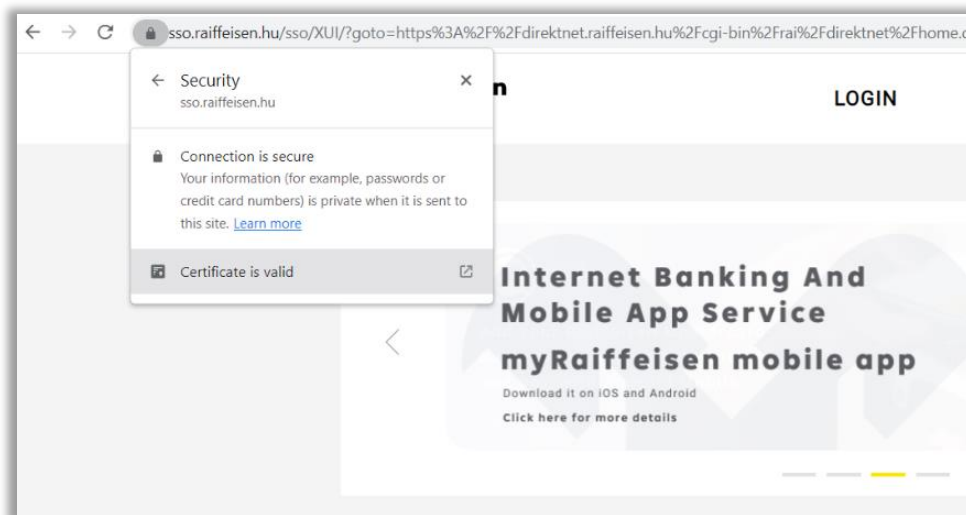 sso.raiffeisen.hu/sso/XUI/?goto=https%3A%2F%2Fdirektnet.raiffeisen.hu%2Fcgi-bin%2Frai%2Fdirektnet%2Fhome.
Security
sso.raiffeisen.hu
n
LOGIN
Connection is secure
Your information (for example, passwords or
credit card numbers) is private when it is sent to
this site. Learn more
Certificate is valid
Internet Banking And
Mobile App Service
myRaiffeisen mobile app
Download it on iOS and Android
Click here for more details